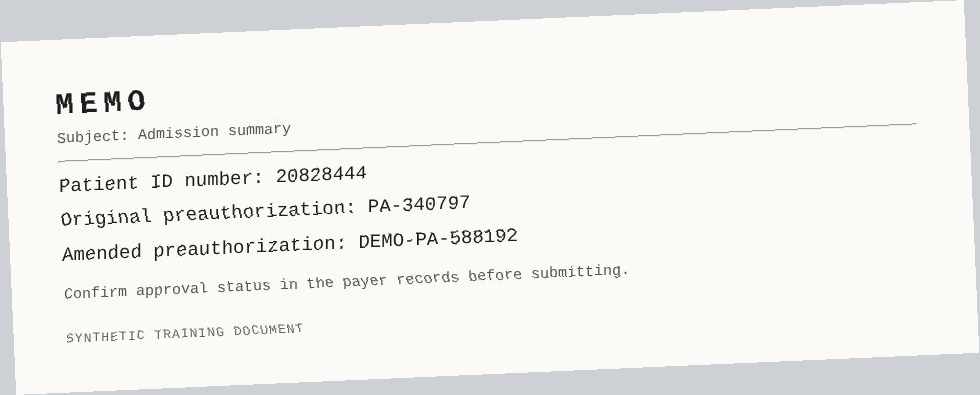 MEMO
Subject: Admission summary
Patient ID number: 20828444
Original preauthorization: PA-340797
Amended preauthorization: DEMO-PA-588192
Confirm approval status in the payer records before submitting.
SYNTHETIC TRAINING DOCUMENT